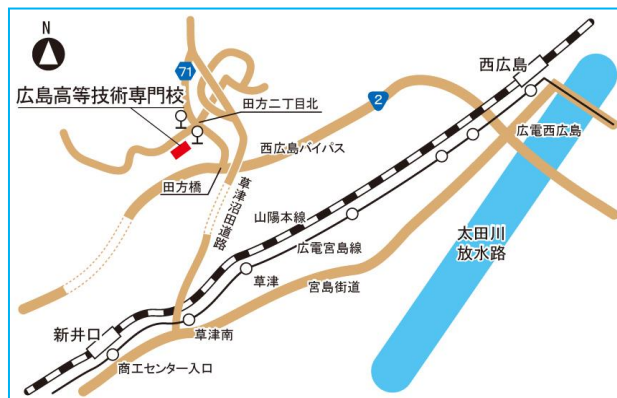 N
71
広島高等技術専門校
田方二丁目北
西広島
2
広電西広島
西広島バイパス
田方橋
草津沼田道路
山陽本線
太田川
放水路
広電宮島線
草津
宮島街道
新井口
草津南
商工センター入口